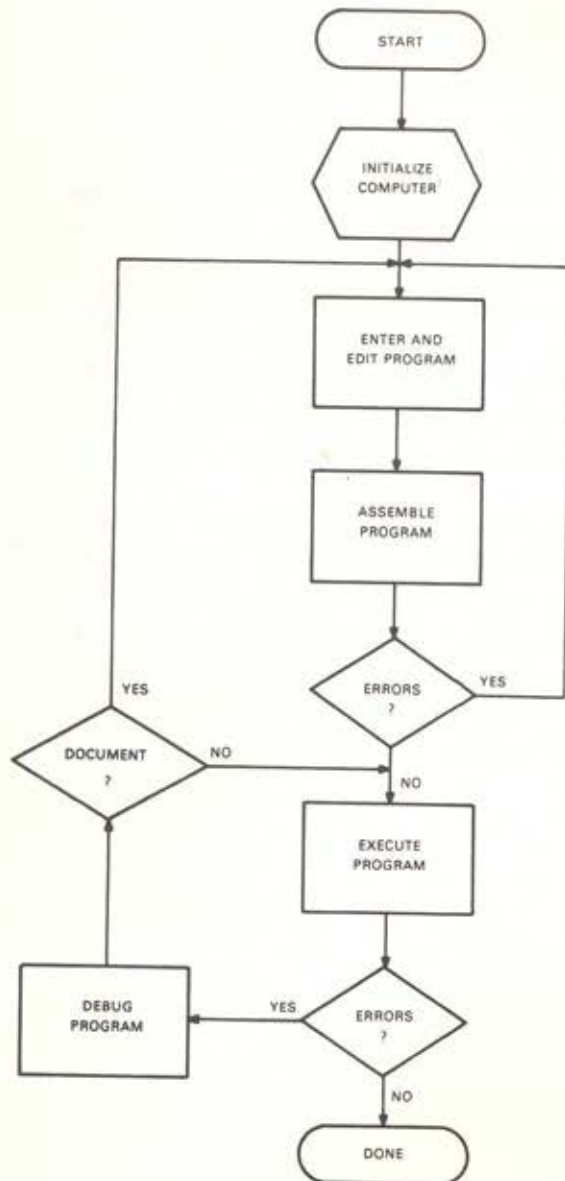 START
INITIALIZE
COMPUTER
ENTER AND
EDIT PROGRAM
ASSEMBLE
PROGRAM
ERRORS
?
YES
YES
DOCUMENT
?
NO
NO
EXECUTE
PROGRAM
DEBUG
PROGRAM
YES
ERRORS
?
NO
DONE